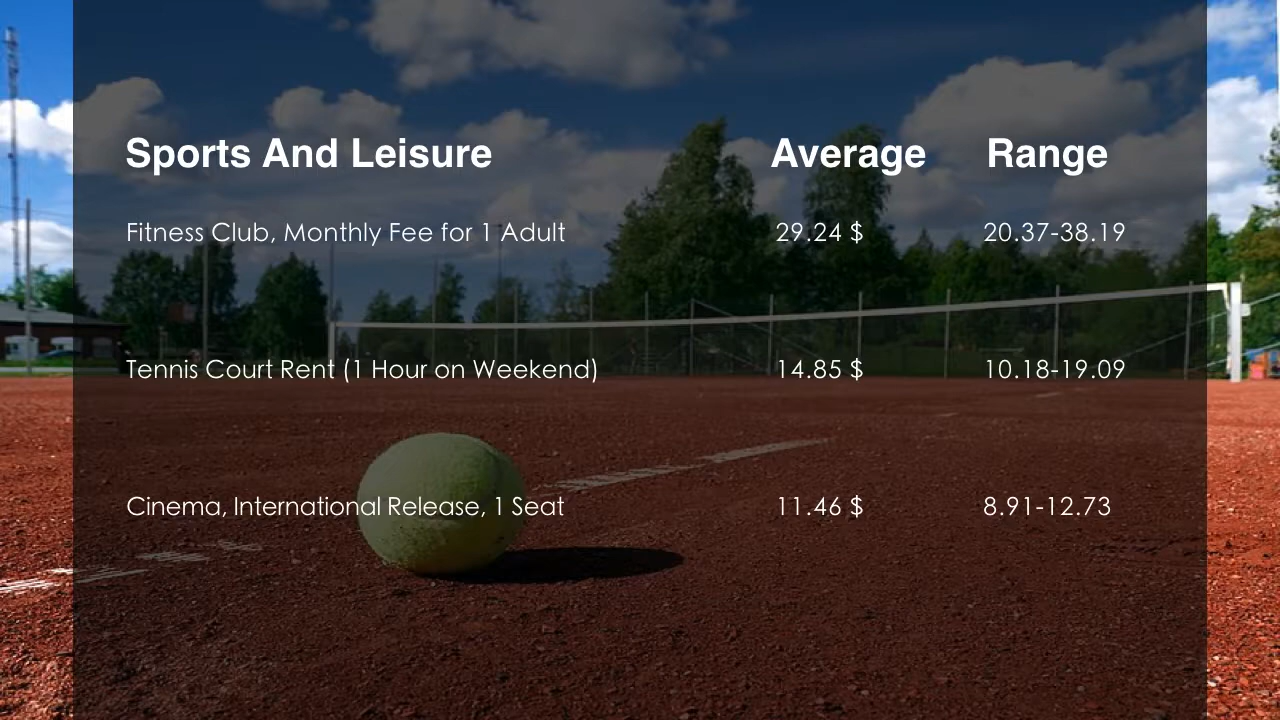 Sports And Leisure Average Range
Fitness Club, Monthly Fee for 1 Adult 29.24 $ 20.37-38.19
Tennis Court Rent (1 Hour on Weekend) 14.85 $ 10.18-19.09
Cinema, International Release, 1 Seat 11.46 $ 8.91-12.73